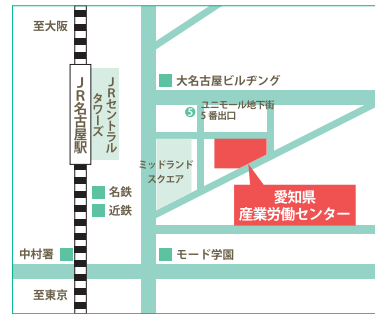 至大阪
大名古屋ビルヂング
JR名古屋駅
JRセントラル
タワーズ
5
ユニモール地下街
5番出口
ミッドランド
スクエア
名鉄
近鉄
愛知県
産業労働センター
中村署
モード学園
至東京